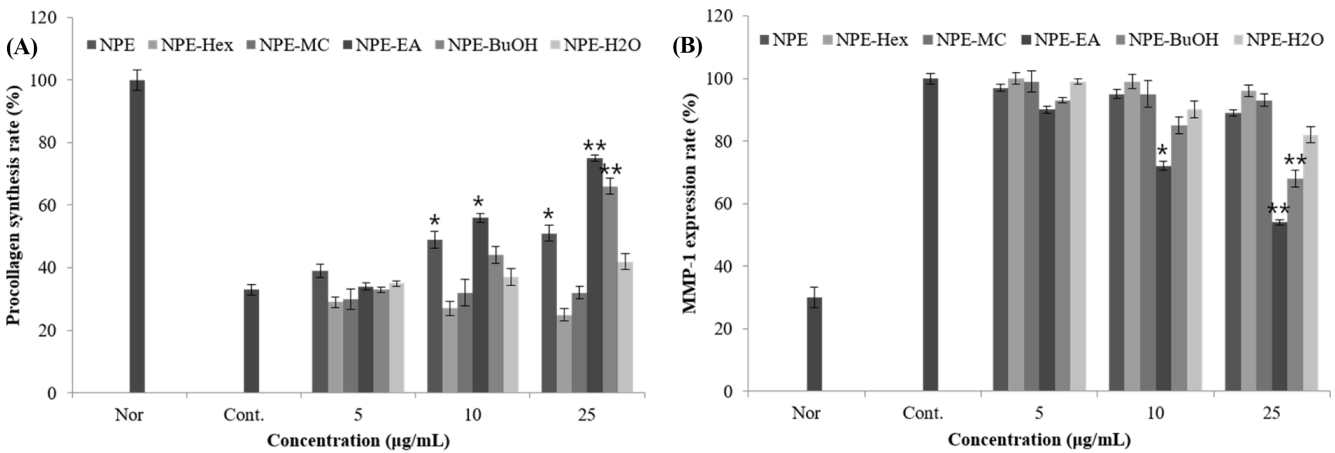 (A)
NPE NPE-Hex NPE-MC NPE-EA NPE-BuOH NPE-H2O
Procollagen synthesis rate (%)
120
100
80
60
40
20
0
* * * ** **
Nor Cont. 5 10 25
Concentration (μg/mL)
(B)
NPE NPE-Hex NPE-MC NPE-EA NPE-BuOH NPE-H2O
MMP-1 expression rate (%)
120
100
80
60
40
20
0
* ** **
Nor Cont. 5 10 25
Concentration (μg/mL)